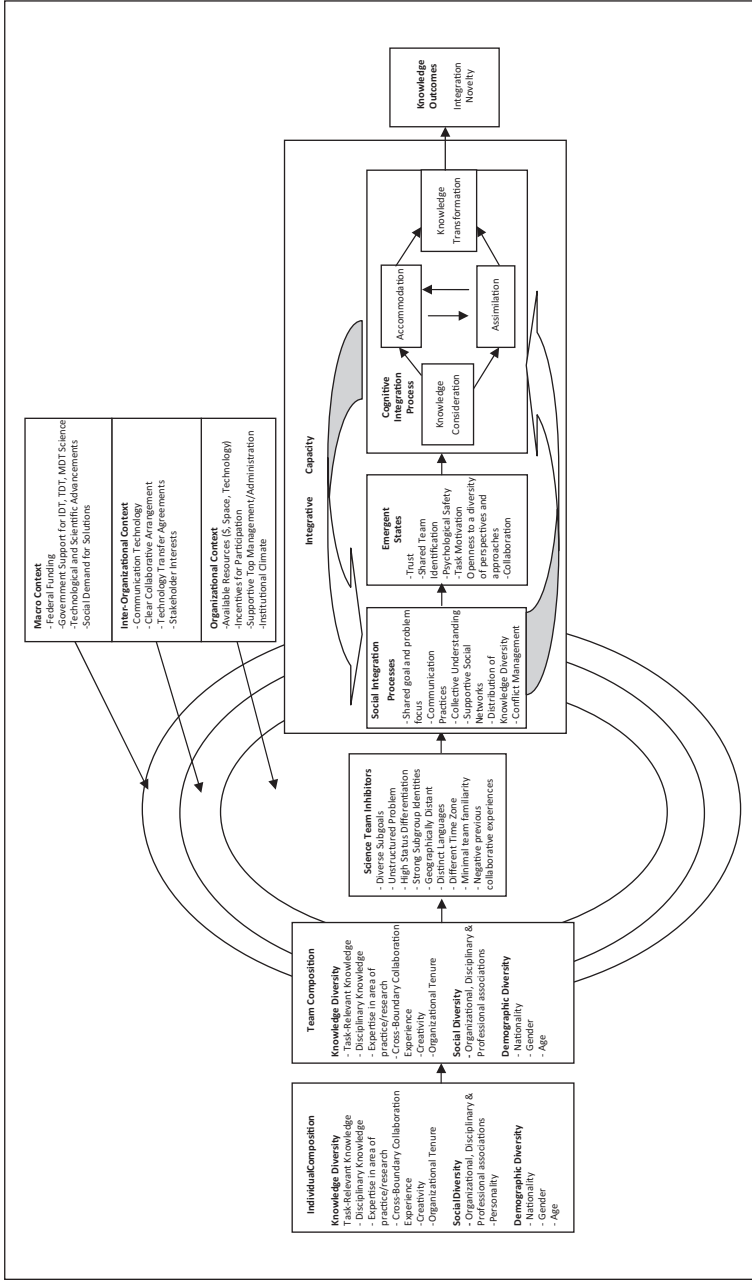 Macro Context
- Federal Funding
-Government Support for IDT, TDT, MDT Science
-Technological and Scientific Advancements
-Social Demand for Solutions
Inter-Organizational Context
- Communication Technology
- Clear Collaborative Arrangement
- Technology Transfer Agreements
- Stakeholder Interests
Organizational Context
-Available Resources ($, Space, Technology)
-Incentives for Participation
-Supportive Top Management/Administration
-Institutional Climate
IndividualComposition
Knowledge Diversity
Task-Relevant Knowledge
- Disciplinary Knowledge
- Expertise in area of
practice/research
- Cross-Boundary Collaboration
Experience
-Creativity
-Organizational Tenure
SocialDiversity
- Organizational, Disciplinary &
Professional associations
-Personality
Demographic Diversity
- Nationality
- Gender
- Age
Team Composition
Knowledge Diversity
- Task-Relevant Knowledge
- Disciplinary Knowledge
- Expertise in area of
practice/research
- Cross-Boundary Collaboration
Experience
-Creativity
-Organizational Tenure
Social Diversity
- Organizational, Disciplinary &
Professional associations
Demographic Diversity
- Nationality
- Gender
- Age
Science Team Inhibitors
- Diverse Subgoals
- Unstructured Problem
- High Status Differentiation
- Strong Subgroup Identities
- Geographically Distant
- Distinct Languages
- Different Time Zone
- Minimal team familiarity
- Negative previous
collaborative experiences
Integrative Capacity
Social Integration
Processes
- Shared goal and problem
focus
- Communication
Practices
- Collective Understanding
- Supportive Social
Networks
- Distribution of
Knowledge Diversity
- Conflict Management
Emergent
States
- Trust
-Shared Team
Identification
- Psychological Safety
- Task Motivation
Openness to a diversity
of perspectives and
approaches
-Collaboration
Cognitive
Integration
Process
Knowledge
Consideration
Accommodation
Assimilation
Knowledge
Transformation
Knowledge
Outcomes
Integration
Novelty